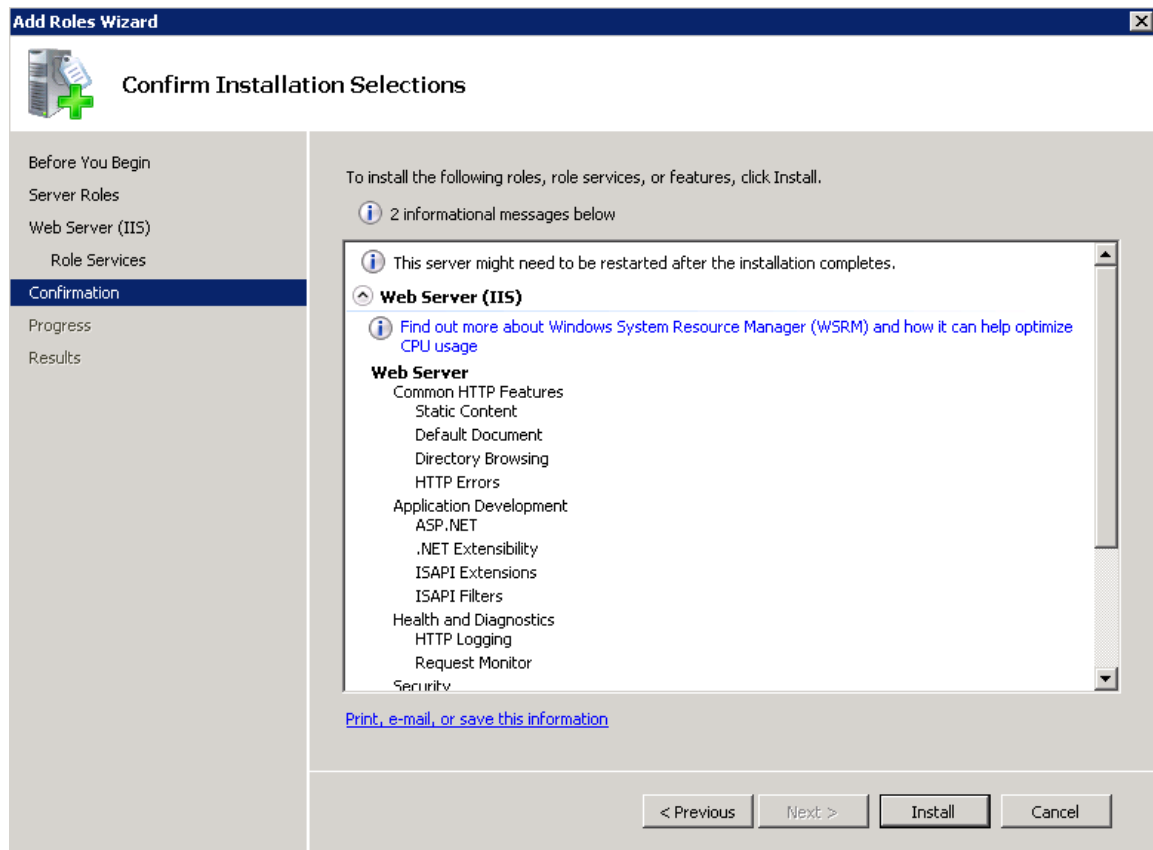 Add Roles Wizard
Confirm Installation Selections
Before You Begin
Server Roles
Web Server (IIS)
Role Services
Confirmation
Progress
Results
To install the following roles, role services, or features, click Install.
2 informational messages below
This server might need to be restarted after the installation completes.
Web Server (IIS)
Find out more about Windows System Resource Manager (WSRM) and how it can help optimize
CPU usage
Web Server
Common HTTP Features
Static Content
Default Document
Directory Browsing
HTTP Errors
Application Development
ASP.NET
.NET Extensibility
ISAPI Extensions
ISAPI Filters
Health and Diagnostics
HTTP Logging
Request Monitor
Security
Print, e-mail, or save this information
< Previous
Next >
Install
Cancel